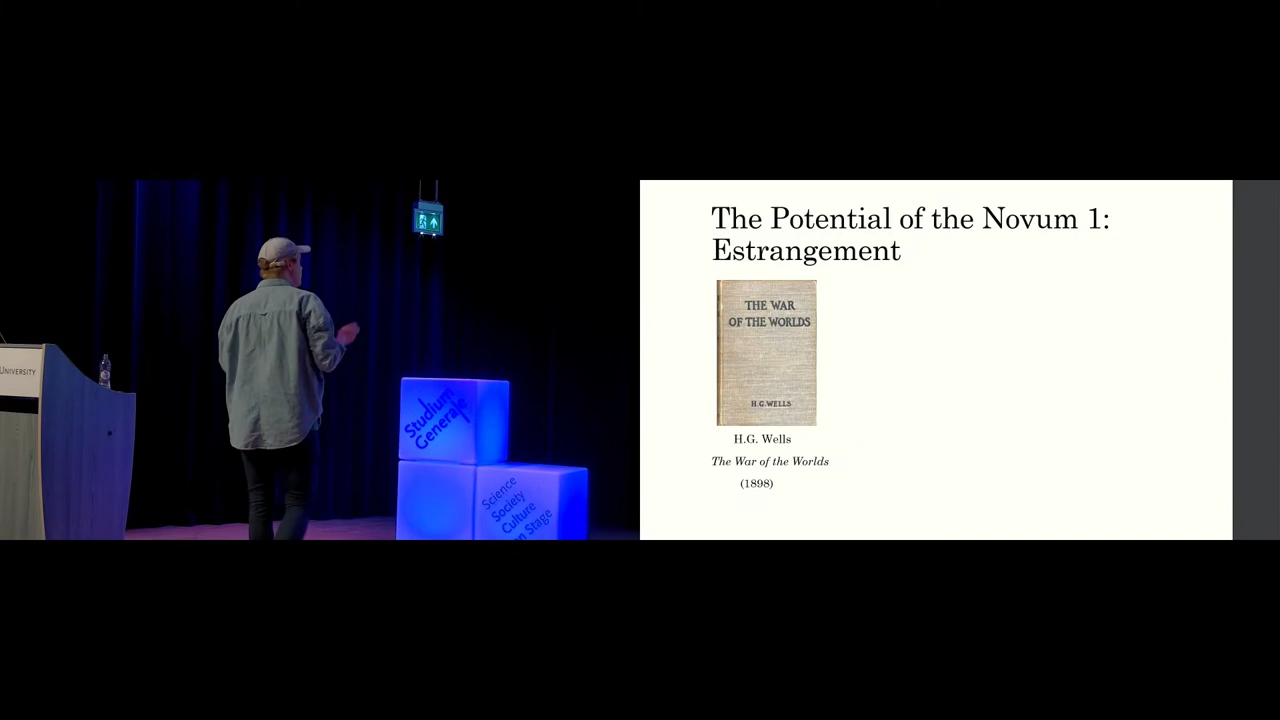 UNIVERSITY
Studium
Generale
Science
Society
Culture
Stage
The Potential of the Novum 1:
Estrangement
THE WAR
OF THE WORLDS
H.G.WELLS
H.G. Wells
The War of the Worlds
(1898)